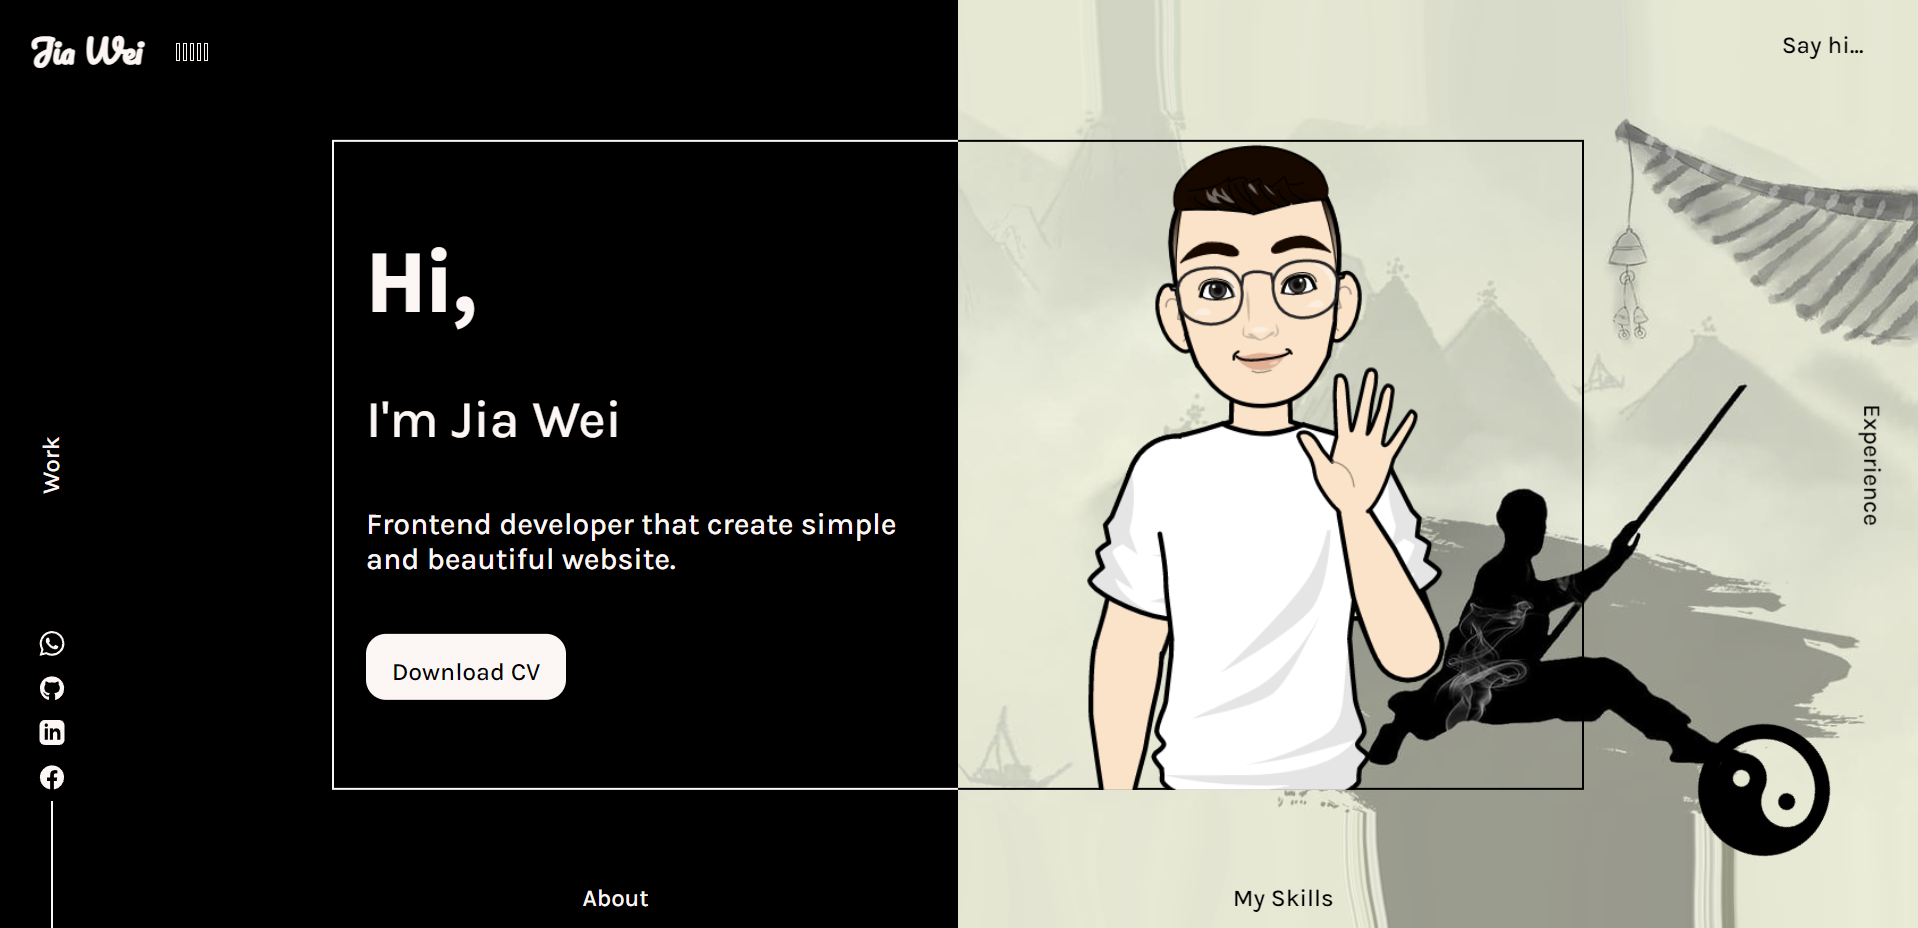 Jia Wei
Say hi...
Hi,
I'm Jia Wei
Frontend developer that create simple
and beautiful website.
Download CV
Work
Experience
in
About
My Skills